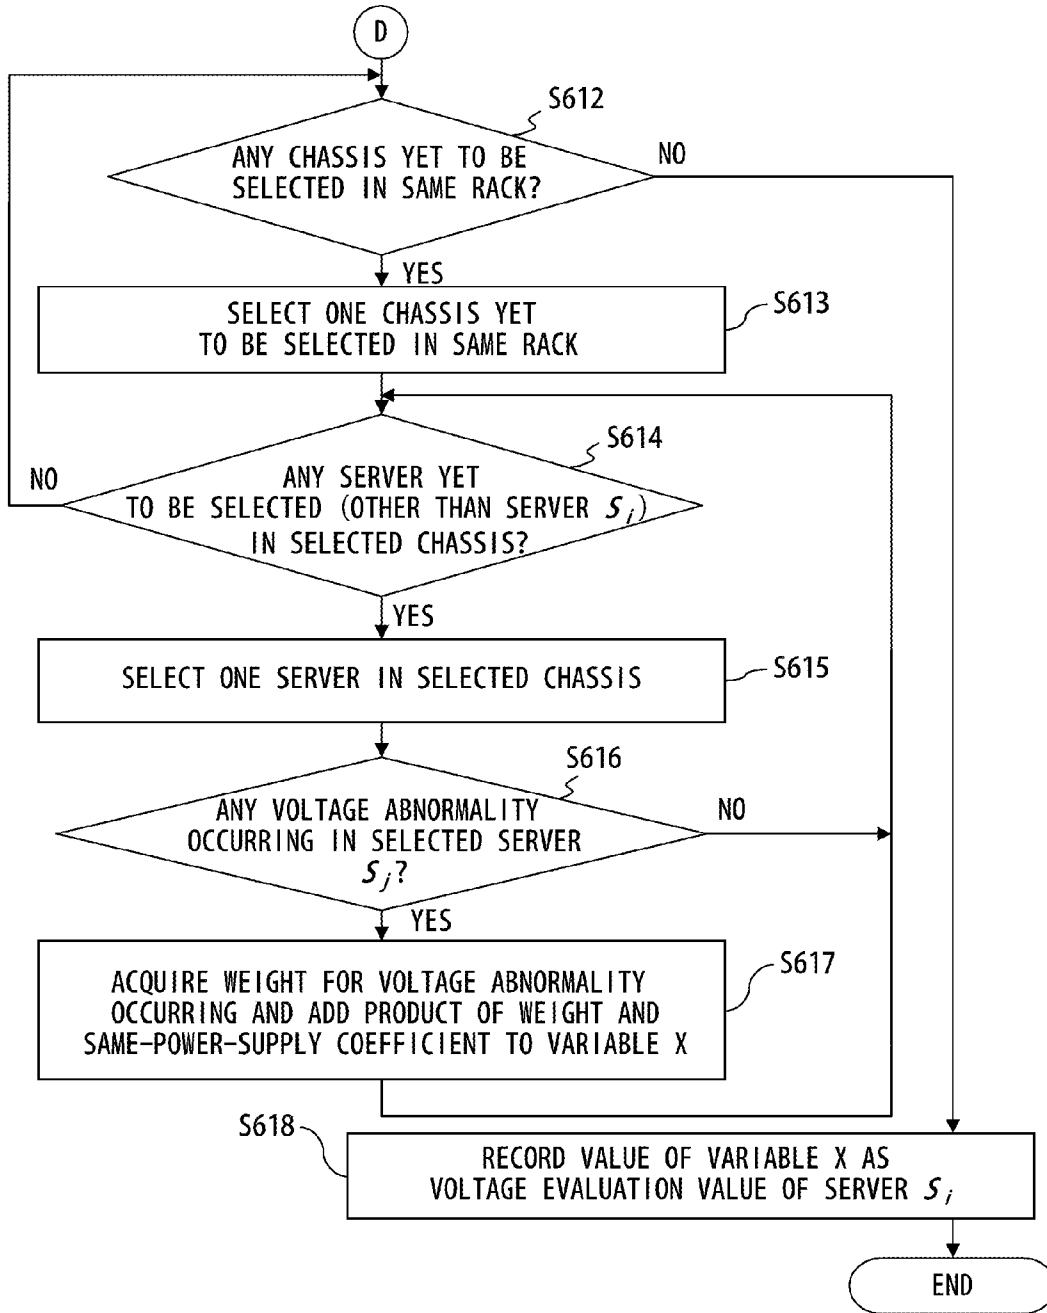 D
S612
ANY CHASSIS YET TO BE
SELECTED IN SAME RACK?
NO
YES
SELECT ONE CHASSIS YET
TO BE SELECTED IN SAME RACK
S613
S614
NO
ANY SERVER YET
TO BE SELECTED (OTHER THAN SERVER Si)
IN SELECTED CHASSIS?
YES
SELECT ONE SERVER IN SELECTED CHASSIS
S615
S616
ANY VOLTAGE ABNORMALITY
OCCURRING IN SELECTED SERVER
Sj?
NO
YES
ACQUIRE WEIGHT FOR VOLTAGE ABNORMALITY
OCCURRING AND ADD PRODUCT OF WEIGHT AND
SAME-POWER-SUPPLY COEFFICIENT TO VARIABLE X
S617
S618
RECORD VALUE OF VARIABLE X AS
VOLTAGE EVALUATION VALUE OF SERVER Si
END